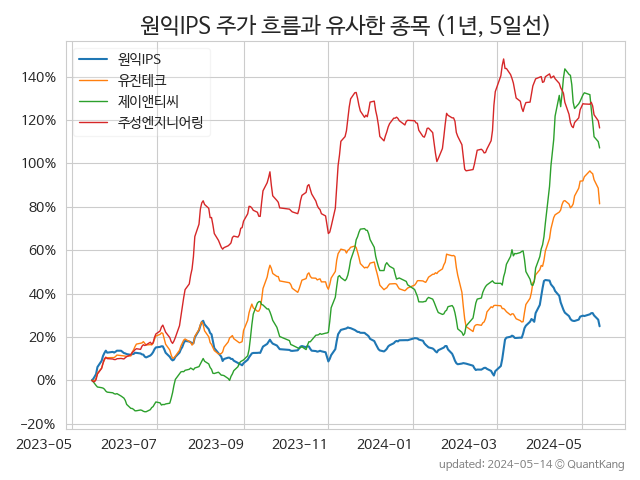 원익IPS 주가 흐름과 유사한 종목 (1년, 5일선)
원익IPS
유진테크
제이앤티씨
주성엔지니어링
140%
120%
100%
80%
60%
40%
20%
0%
−20%
2023-05 2023-07 2023-09 2023-11 2024-01 2024-03 2024-05
updated: 2024-05-14 © QuantKang